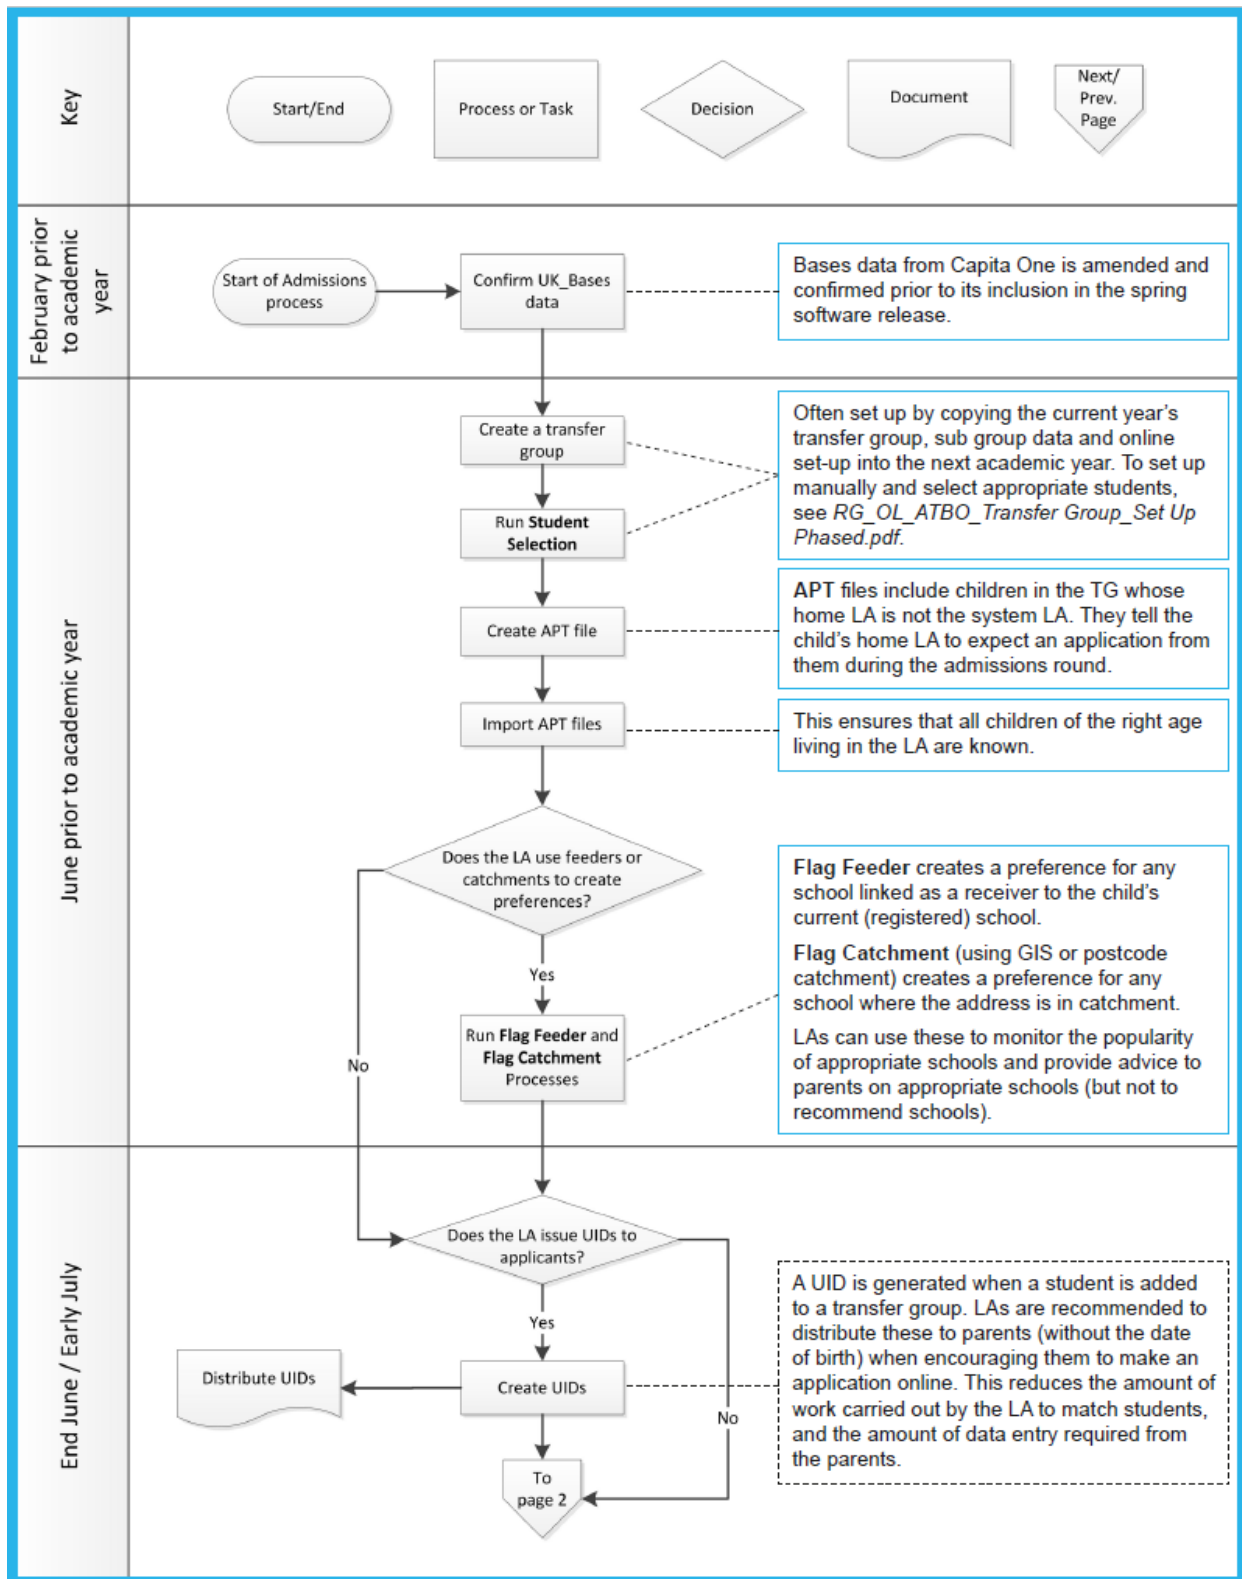 Key
Start/End
Process or Task
Decision
Document
Next/
Prev.
Page
February prior
to academic
year
Start of Admissions
process
Confirm UK_Bases
data
Bases data from Capita One is amended and
confirmed prior to its inclusion in the spring
software release.
June prior to academic year
Create a transfer
group
Run Student
Selection
Often set up by copying the current year's
transfer group, sub group data and online
set-up into the next academic year. To set up
manually and select appropriate students,
see RG_OL_ATBO_Transfer Group_Set Up
Phased.pdf.
Create APT file
APT files include children in the TG whose
home LA is not the system LA. They tell the
child's home LA to expect an application from
them during the admissions round.
Import APT files
This ensures that all children of the right age
living in the LA are known.
Does the LA use feeders or
catchments to create
preferences?
Yes
No
Run Flag Feeder and
Flag Catchment
Processes
Flag Feeder creates a preference for any
school linked as a receiver to the child's
current (registered) school.
Flag Catchment (using GIS or postcode
catchment) creates a preference for any
school where the address is in catchment.
LAs can use these to monitor the popularity
of appropriate schools and provide advice to
parents on appropriate schools (but not to
recommend schools).
End June / Early July
Does the LA issue UIDs to
applicants?
Yes
No
Distribute UIDs
Create UIDs
A UID is generated when a student is added
to a transfer group. LAs are recommended to
distribute these to parents (without the date
of birth) when encouraging them to make an
application online. This reduces the amount of
work carried out by the LA to match students,
and the amount of data entry required from
the parents.
To
page 2